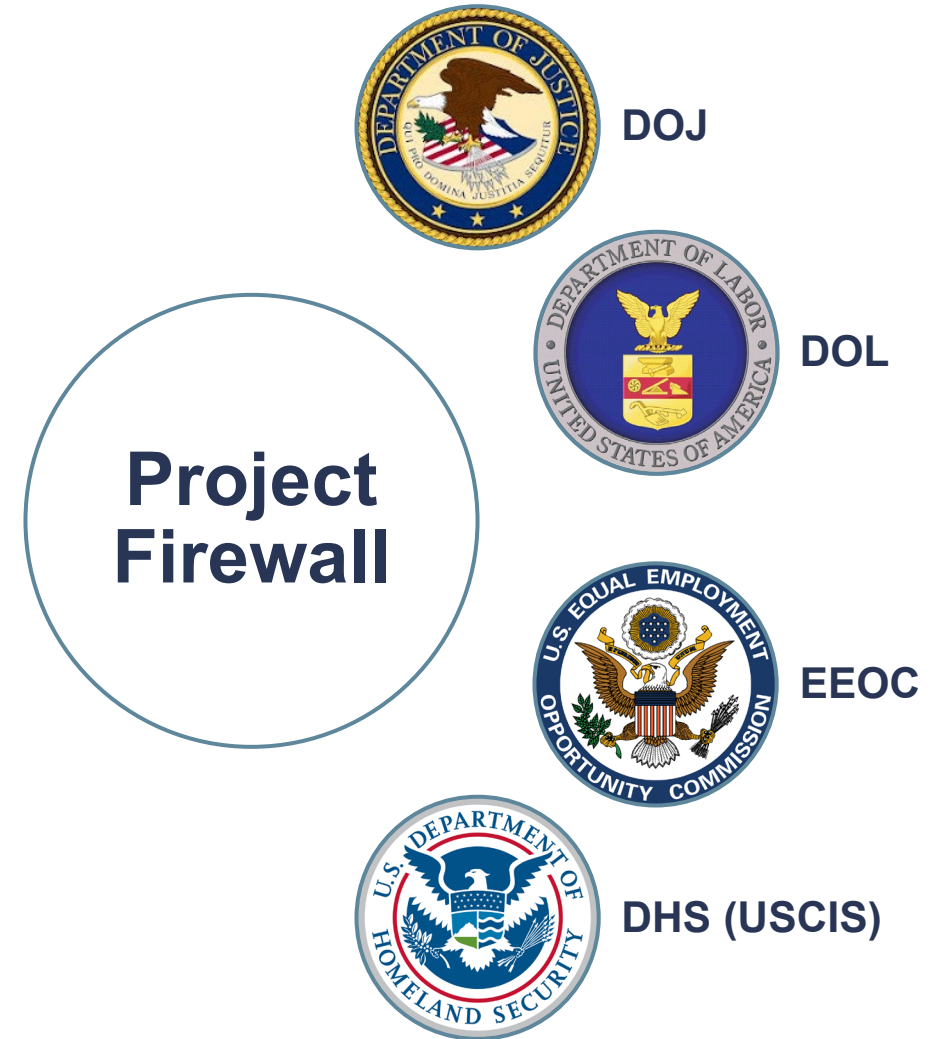 DEPARTMENT OF JUSTICE
QUI PRO DOMINA JUSTITIA SEQUITUR
DOJ
DEPARTMENT OF LABOR
UNITED STATES OF AMERICA
DOL
Project
Firewall
U.S. EQUAL EMPLOYMENT
OPPORTUNITY COMMISSION
EEOC
U.S. DEPARTMENT OF
HOMELAND SECURITY
DHS (USCIS)